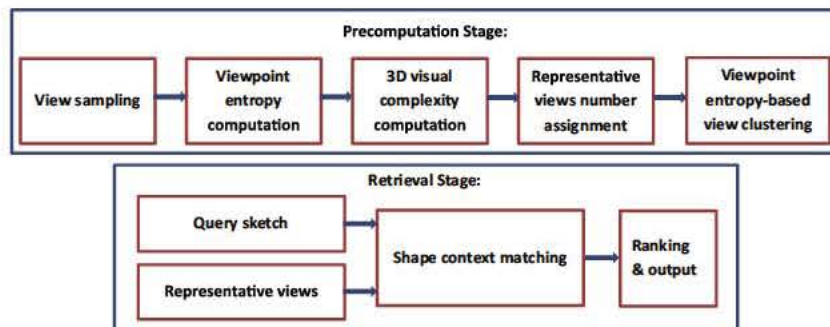 Precomputation Stage:
View sampling
Viewpoint
entropy
computation
3D visual
complexity
computation
Representative
views number
assignment
Viewpoint
entropy-based
view clustering
Retrieval Stage:
Query sketch
Representative views
Shape context matching
Ranking
& output